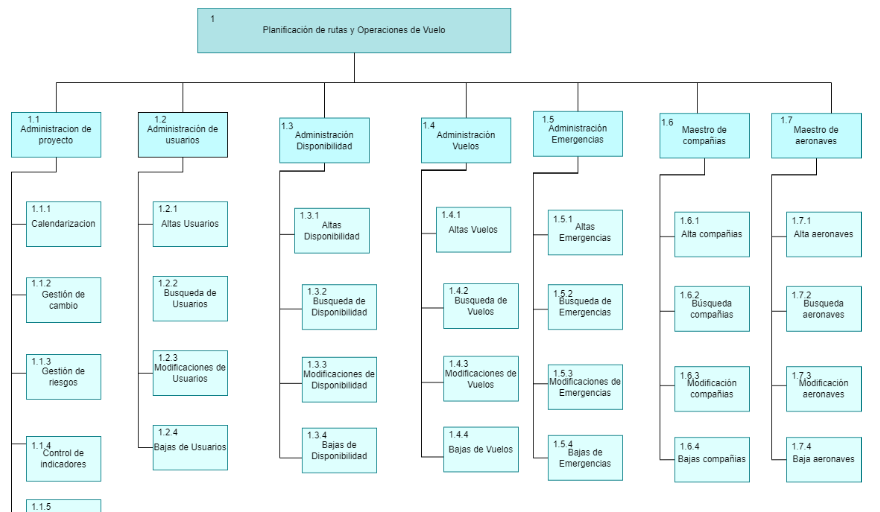 1
Planificación de rutas y Operaciones de Vuelo
1.1
Administracion de
proyecto
1.1.1
Calendarizacion
1.1.2
Gestión de
cambio
1.1.3
Gestión de
riesgos
1.1.4
Control de
indicadores
1.1.5
1.2
Administración de
usuarios
1.2.1
Altas Usuarios
1.2.2
Busqueda de
Usuarios
1.2.3
Modificaciones de
Usuarios
1.2.4
Bajas de Usuarios
1.3
Administración
Disponibilidad
1.3.1
Altas
Disponibilidad
1.3.2
Busqueda de
Disponibilidad
1.3.3
Modificaciones de
Disponibilidad
1.3.4
Bajas de
Disponibilidad
1.4
Administración
Vuelos
1.4.1
Altas Vuelos
1.4.2
Busqueda de
Vuelos
1.4.3
Modificaciones de
Vuelos
1.4.4
Bajas de Vuelos
1.5
Administración
Emergencias
1.5.1
Altas
Emergencias
1.5.2
Busqueda de
Emergencias
1.5.3
Modificaciones de
Emergencias
1.5.4
Bajas de
Emergencias
1.6
Maestro de
compañias
1.6.1
Alta compañias
1.6.2
Búsqueda
compañias
1.6.3
Modificación
compañias
1.6.4
Bajas compañias
1.7
Maestro de
aeronaves
1.7.1
Alta aeronaves
1.7.2
Busqueda
aeronaves
1.7.3
Modificación
aeronaves
1.7.4
Baja aeronaves